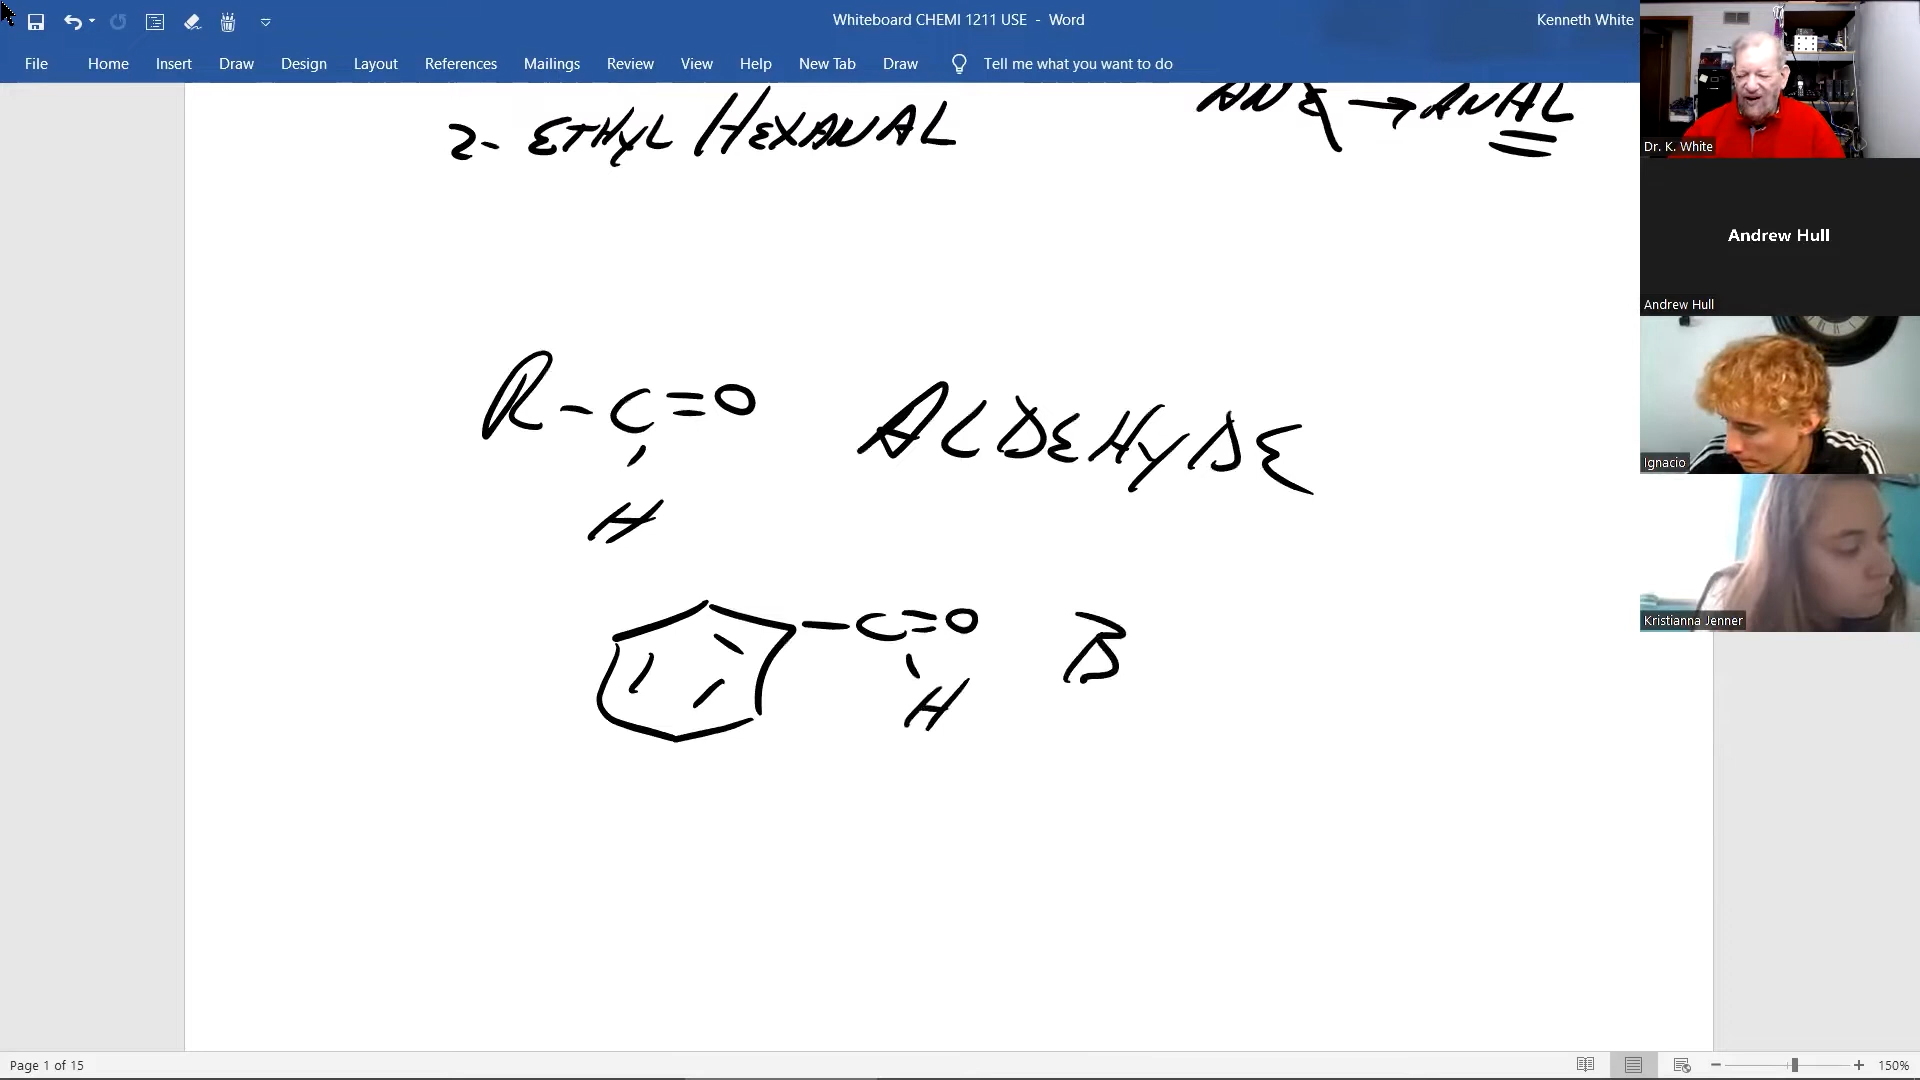 Whiteboard CHEMI 1211 USE - Word
Kenneth White
File Home Insert Draw Design Layout References Mailings Review View Help New Tab Draw Tell me what you want to do
2- ETHYL HEXANAL
ANE → ANAL
R-C=O
H
ALDEHYDE
-C=O
H
B
Dr. K. White
Andrew Hull
Andrew Hull
Ignacio
Kristianna Jenner
Page 1 of 15
150%